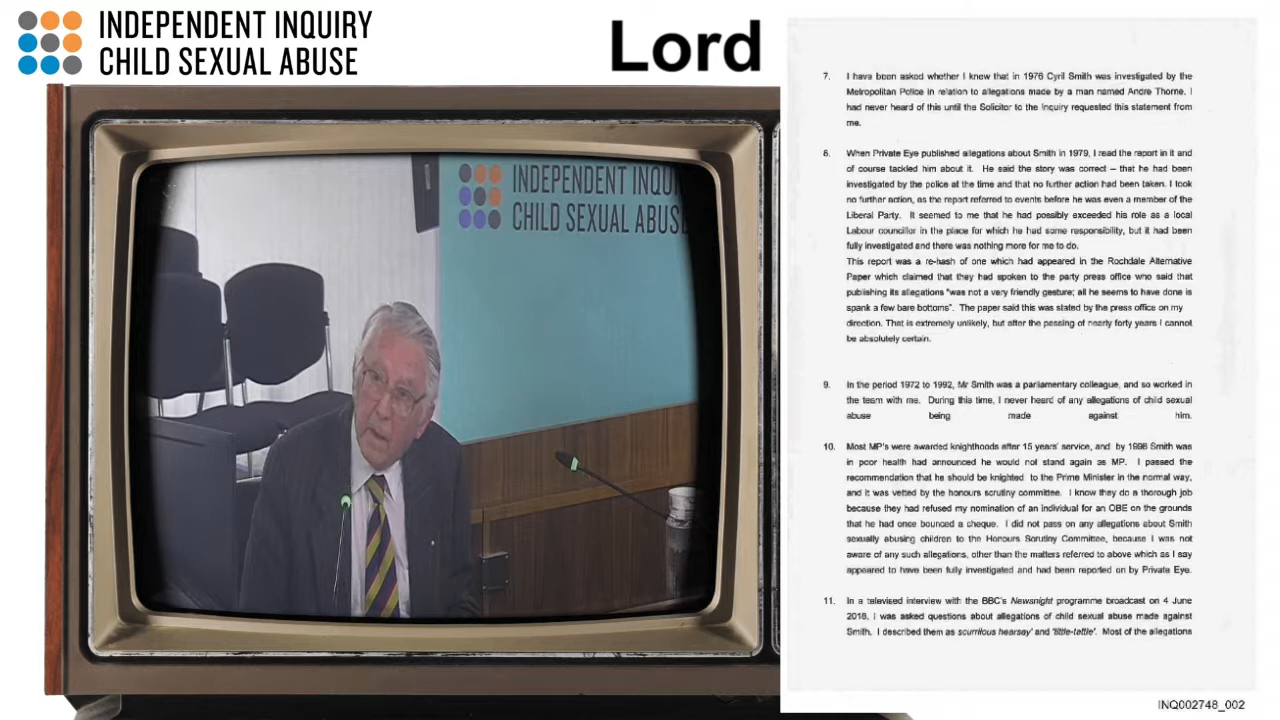 INDEPENDENT INQUIRY
CHILD SEXUAL ABUSE
Lord
INDEPENDENT INQUI
CHILD SEXUAL ABUSE
7. I have been asked whether I knew that in 1976 Cyril Smith was investigated by the
Metropolitan Police in relation to allegations made by a man named Andre Thorne. I
had never heard of this until the Solicitor to the Inquiry requested this statement from
me.
8. When Private Eye published allegations about Smith in 1979, I read the report in it and
of course tackled him about it. He said the story was correct – that he had been
investigated by the police at the time and that no further action had been taken. I took
no further action, as the report referred to events before he was even a member of the
Liberal Party. It seemed to me that he had possibly exceeded his role as a local
Labour councillor in the place for which he had some responsibility, but it had been
fully investigated and there was nothing more for me to do.
This report was a re-hash of one which had appeared in the Rochdale Alternative
Paper which claimed that they had spoken to the party press office who said that
publishing its allegations "was not a very friendly gesture; all he seems to have done is
spank a few bare bottoms". The paper said this was stated by the press office on my
direction. That is extremely unlikely, but after the passing of nearly forty years I cannot
be absolutely certain.
9. In the period 1972 to 1992, Mr Smith was a parliamentary colleague, and so worked in
the team with me. During this time, I never heard of any allegations of child sexual
abuse being made against him.
10. Most MP's were awarded knighthoods after 15 years' service, and by 1998 Smith was
in poor health had announced he would not stand again as MP. I passed the
recommendation that he should be knighted to the Prime Minister in the normal way,
and it was vetted by the honours scrutiny committee. I know they do a thorough job
because they had refused my nomination of an individual for an OBE on the grounds
that he had once bounced a cheque. I did not pass on any allegations about Smith
sexually abusing children to the Honours Scrutiny Committee, because I was not
aware of any such allegations, other than the matters referred to above which as I say
appeared to have been fully investigated and had been reported on by Private Eye.
11. In a televised interview with the BBC's Newsnight programme broadcast on 4 June
2018, I was asked questions about allegations of child sexual abuse made against
Smith. I described them as scurrilous hearsay' and 'tittle-tattle'. Most of the allegations
INQ002748_002